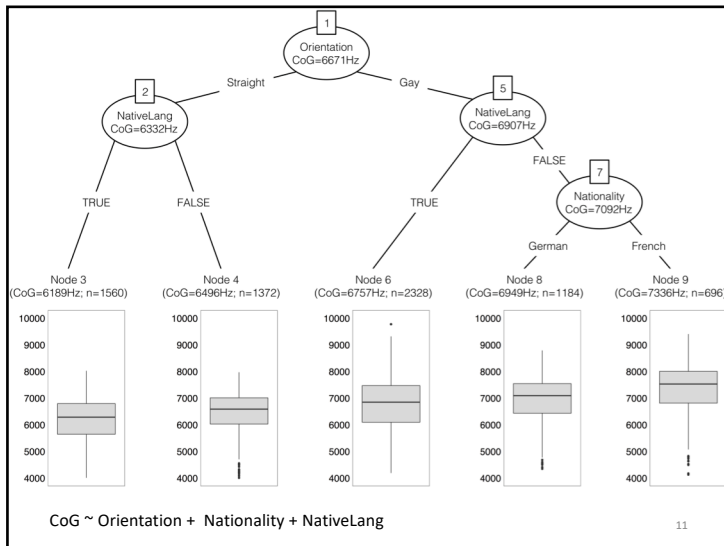 1
Orientation
CoG=6671Hz
Straight
Gay
2
NativeLang
CoG=6332Hz
5
NativeLang
CoG=6907Hz
FALSE
7
Nationality
CoG=7092Hz
TRUE
FALSE
TRUE
German
French
Node 3
(CoG=6189Hz; n=1560)
Node 4
(CoG=6496Hz; n=1372)
Node 6
(CoG=6757Hz; n=2328)
Node 8
(CoG=6949Hz; n=1184)
Node 9
(CoG=7336Hz; n=696)
10000
9000
8000
7000
6000
5000
4000
10000
9000
8000
7000
6000
5000
4000
10000
9000
8000
7000
6000
5000
4000
10000
9000
8000
7000
6000
5000
4000
10000
9000
8000
7000
6000
5000
4000
CoG ~ Orientation + Nationality + NativeLang
11